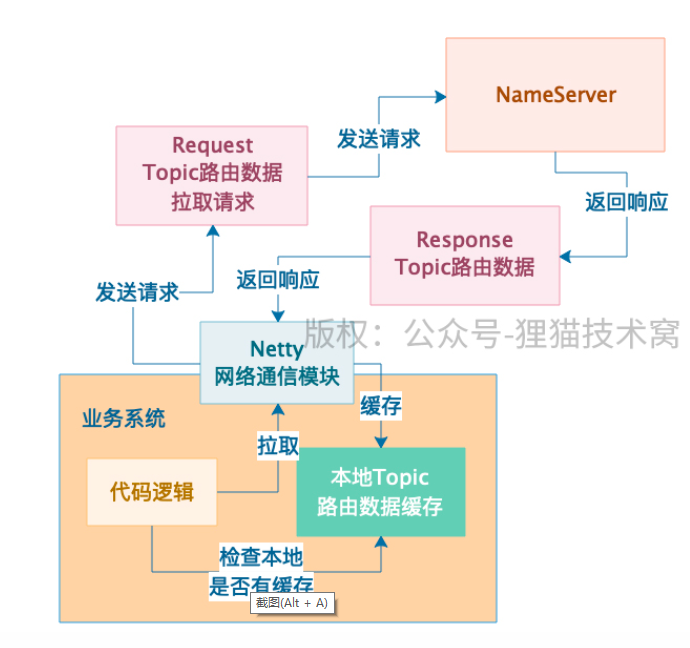 NameServer
发送请求
Request
Topic路由数据
拉取请求
返回响应
Response
Topic路由数据
返回响应
发送请求
版权：公众号-狸猫技术窝
Netty
网络通信模块
缓存
业务系统
拉取
本地Topic
路由数据缓存
代码逻辑
检查本地
是否有缓存
截图(Alt + A)